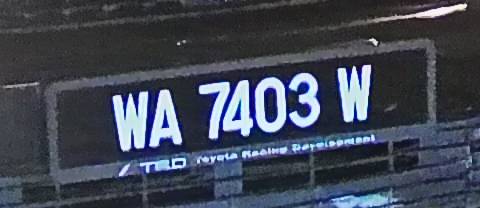 WA 7403 W
TRD Toyota Racing Development